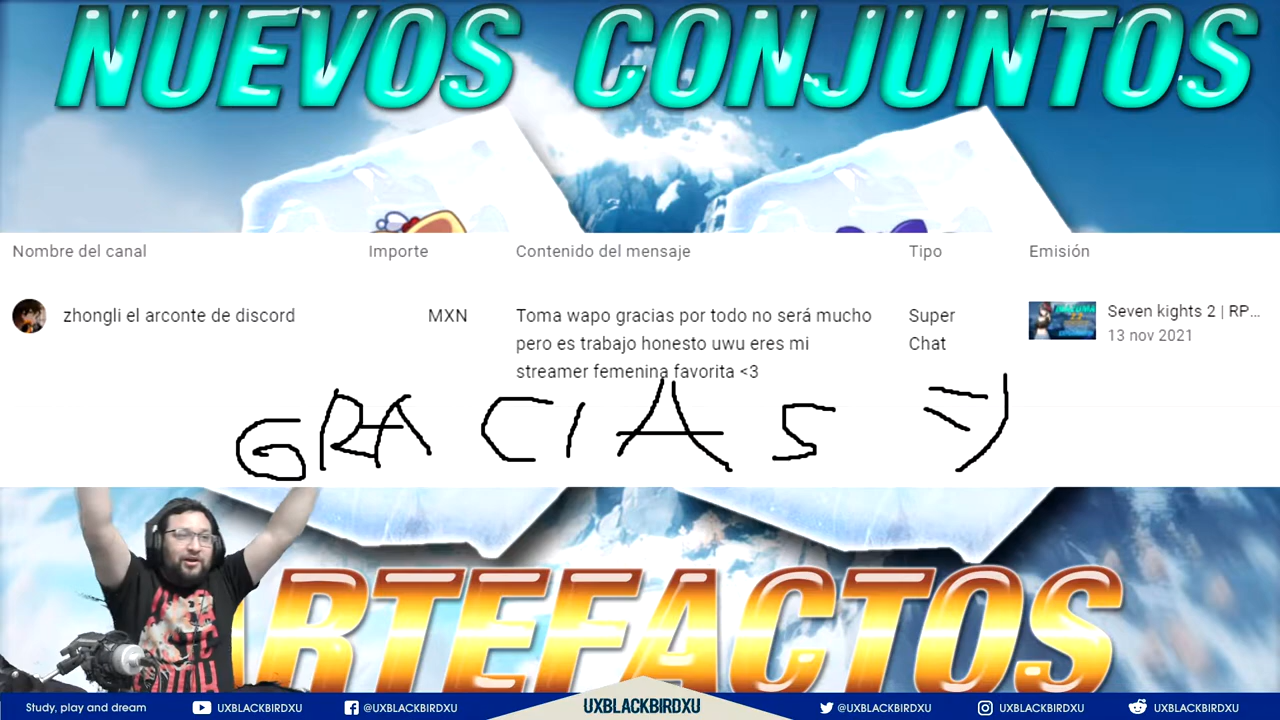 NUEVOS CONJUNTOS
Nombre del canal Importe Contenido del mensaje Tipo Emisión
zhongli el arconte de discord MXN Toma wapo gracias por todo no será mucho Super Seven kights 2 | RP...
pero es trabajo honesto uwu eres mi Chat 13 nov 2021
streamer femenina favorita <3
GRACIAS =)
ARTEFACTOS
Study, play and dream UXBLACKBIRDXU @UXBLACKBIRDXU UXBLACKBIRDXU @UXBLACKBIRDXU UXBLACKBIRDXU UXBLACKBIRDXU